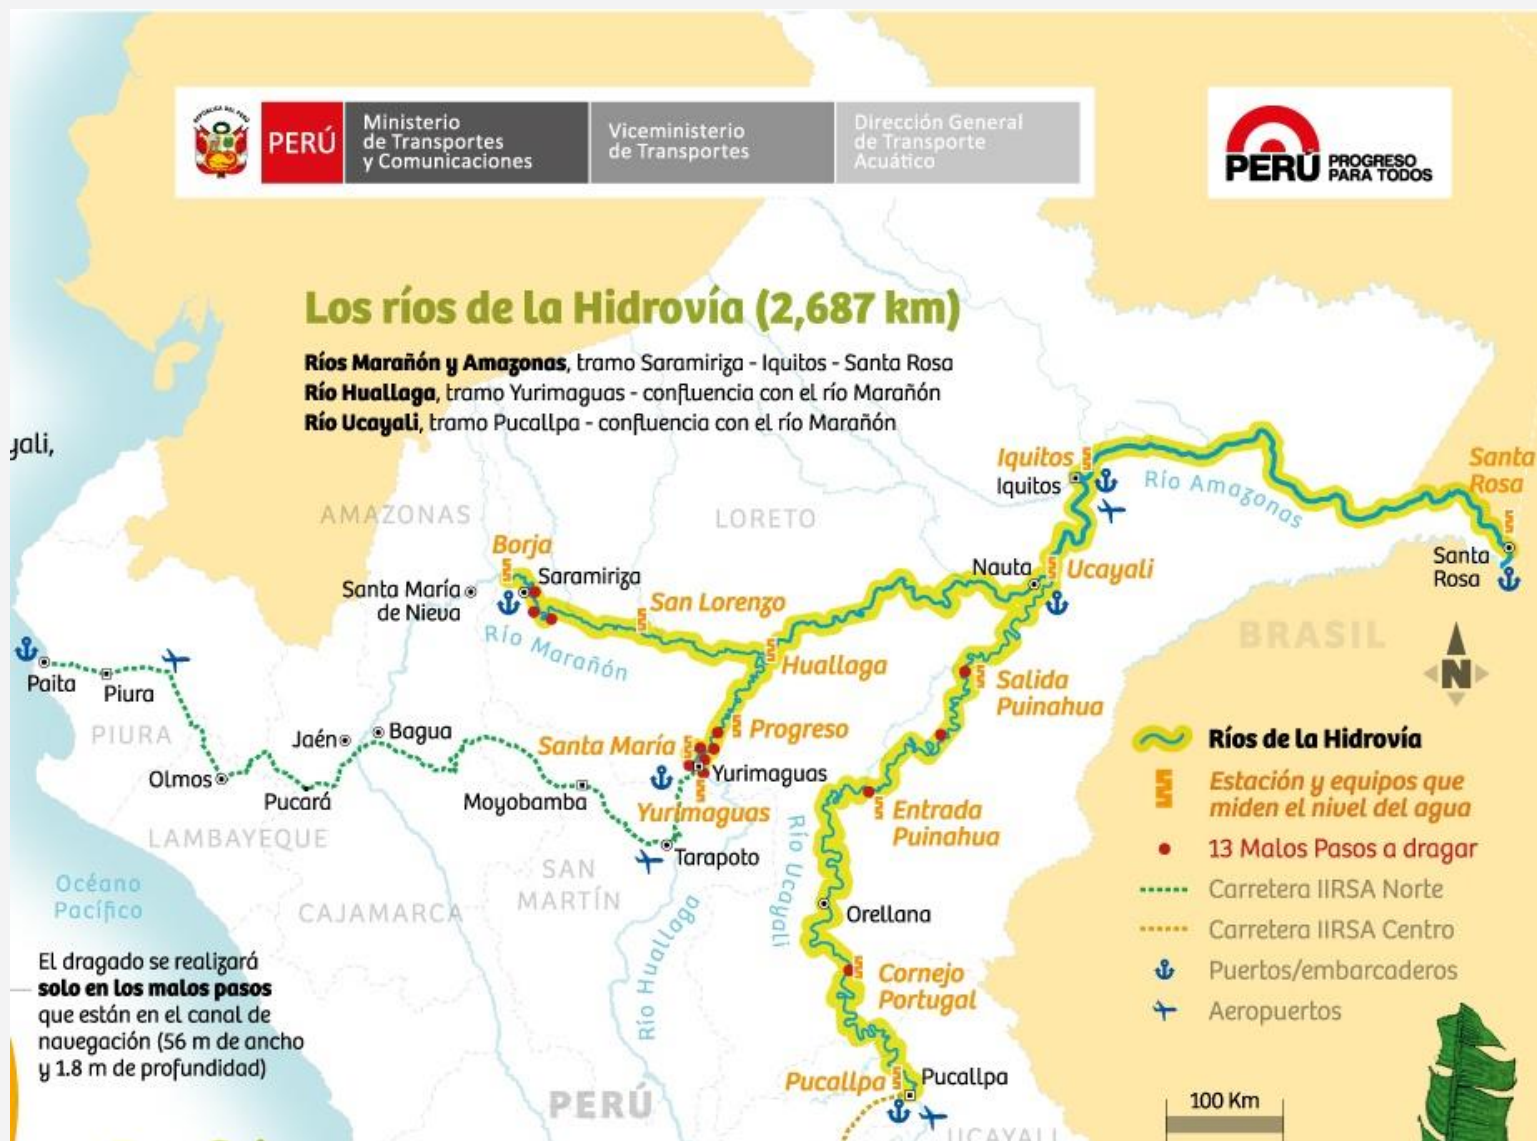 REPÚBLICA DEL PERÚ
PERÚ
Ministerio
de Transportes
y Comunicaciones
Viceministerio
de Transportes
Dirección General
de Transporte
Acuático
PERÚ PROGRESO
PARA TODOS
Los ríos de la Hidrovía (2,687 km)
Ríos Marañón y Amazonas, tramo Saramiriza - Iquitos - Santa Rosa
Río Huallaga, tramo Yurimaguas - confluencia con el río Marañón
Río Ucayali, tramo Pucallpa - confluencia con el río Marañón
yali,
Iquitos
Iquitos
Río Amazonas
Santa
Rosa
AMAZONAS
LORETO
Borja
Saramiriza
Santa María
de Nieva
Nauta
Ucayali
Santa
Rosa
San Lorenzo
Río Marañón
Huallaga
BRASIL
N
Paita
Piura
Salida
Puinahua
PIURA
Jaén
Bagua
Santa María
Progreso
Olmos
Pucará
Moyobamba
Yurimaguas
Yurimaguas
Entrada
Puinahua
LAMBAYEQUE
Tarapoto
Río Ucayali
SAN
MARTÍN
Océano
Pacífico
CAJAMARCA
Orellana
Río Huallaga
Cornejo
Portugal
Ríos de la Hidrovía
Estación y equipos que
miden el nivel del agua
13 Malos Pasos a dragar
Carretera IIRSA Norte
Carretera IIRSA Centro
Puertos/embarcaderos
Aeropuertos
El dragado se realizará
solo en los malos pasos
que están en el canal de
navegación (56 m de ancho
y 1.8 m de profundidad)
PERÚ
Pucallpa
Pucallpa
UCAYALI
100 Km